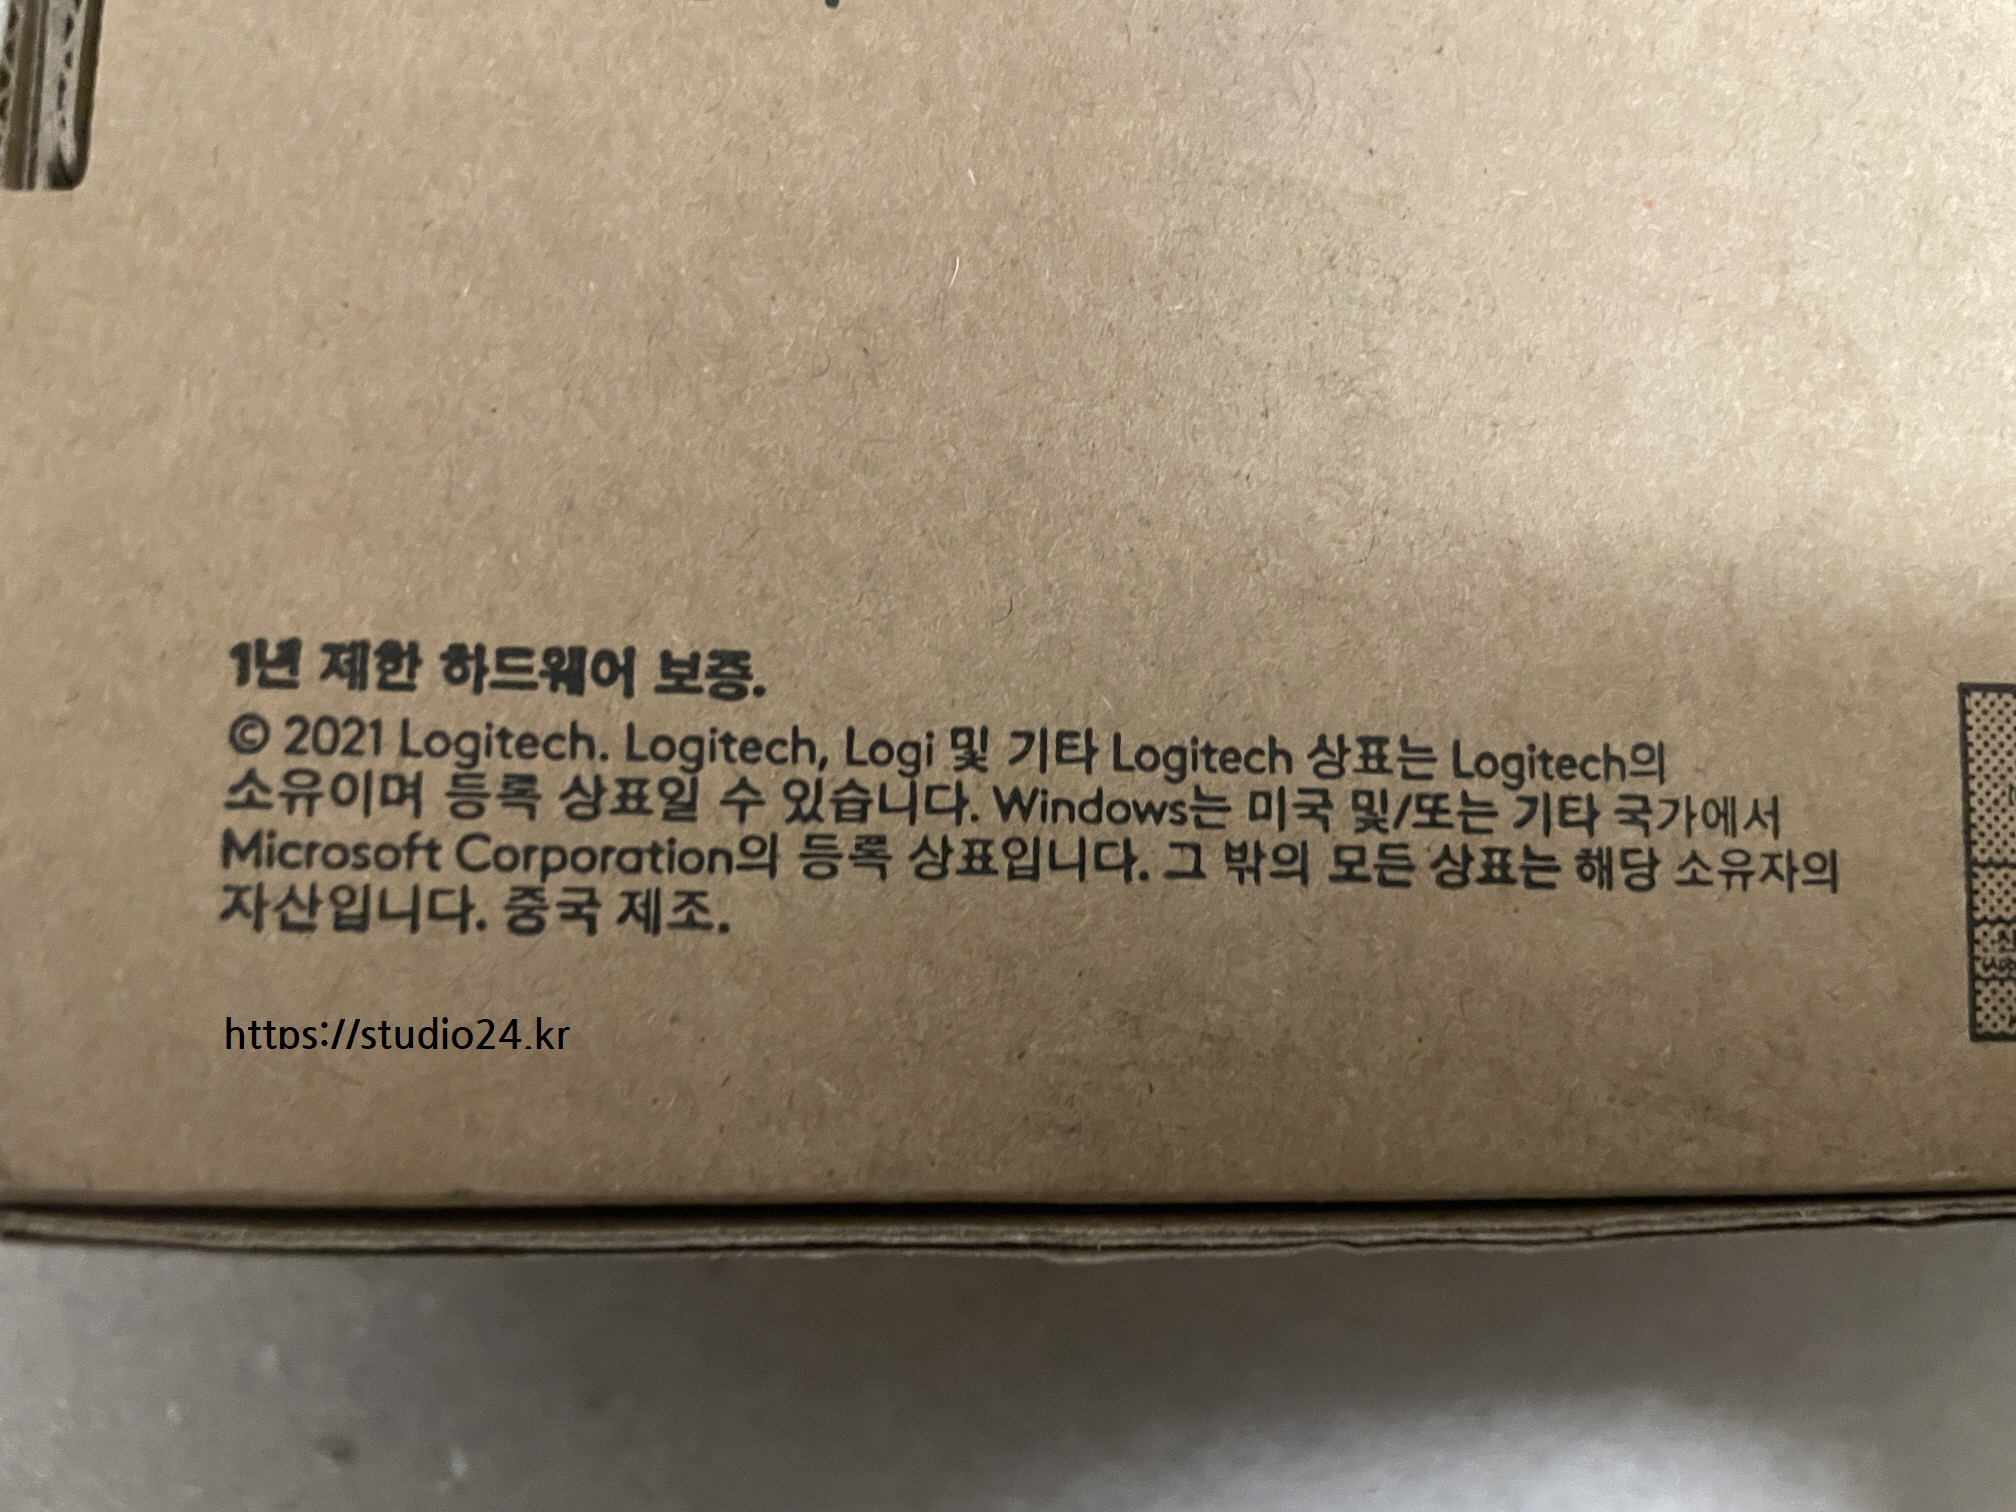 1년 제한 하드웨어 보증.
© 2021 Logitech. Logitech, Logi 및 기타 Logitech 상표는 Logitech의
소유이며 등록 상표일 수 있습니다. Windows는 미국 및/또는 기타 국가에서
Microsoft Corporation의 등록 상표입니다. 그 밖의 모든 상표는 해당 소유자의
자산입니다. 중국 제조.
https://studio24.kr